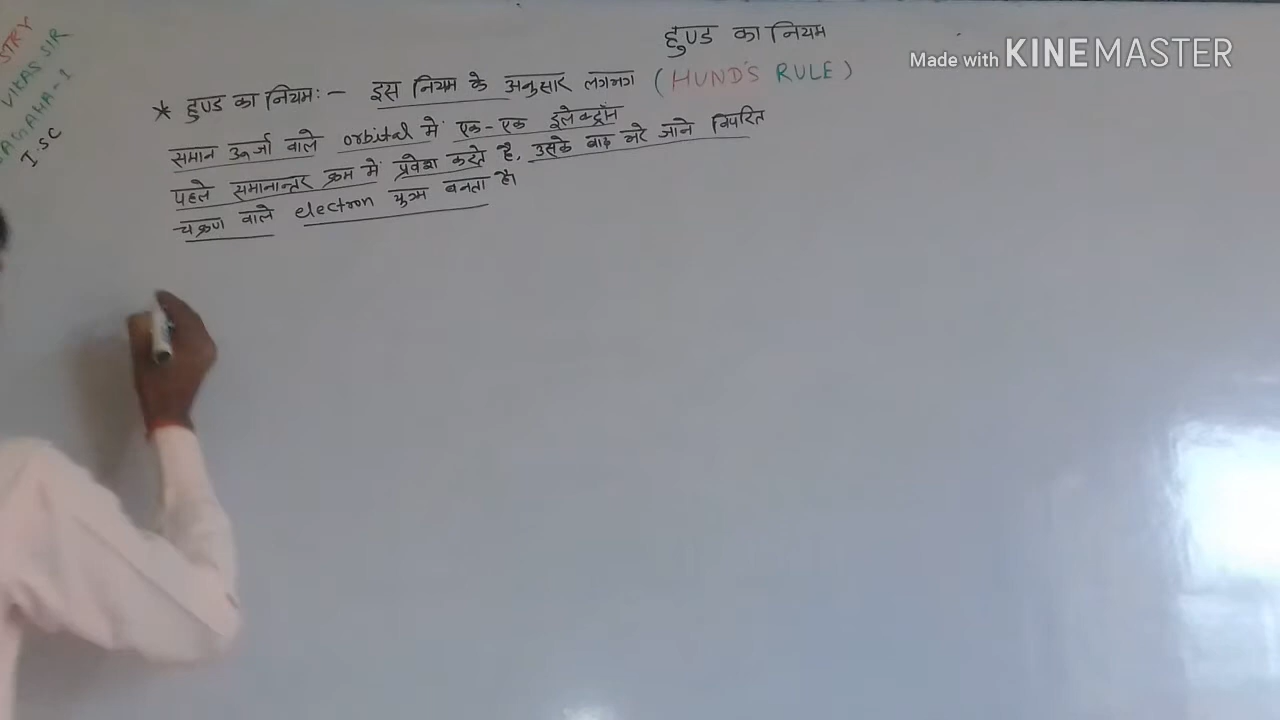 हुण्ड का नियम
(HUND'S RULE)
STRY
VIKAS SIR
I.SC
* हुण्ड का नियमः- इस नियम के अनुसार लगभग
समान ऊर्जा वाले orbital में एक-एक इलेक्ट्रॉन
पहले समानान्तर क्रम में प्रवेश करते है, उसके बाद भरे जाने विपरित
चक्रण वाले electron युग्म बनता है।
Made with KINEMASTER